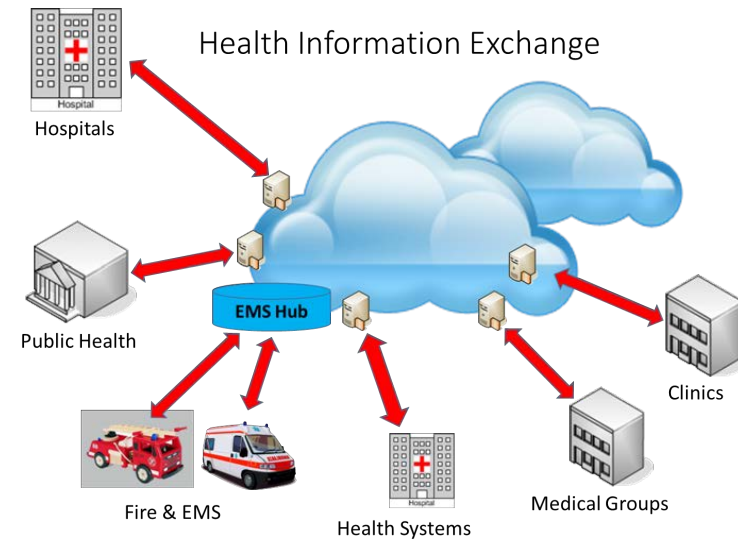 Health Information Exchange
Hospital
Hospitals
Public Health
EMS Hub
Clinics
Fire & EMS
Hospital
Health Systems
Medical Groups